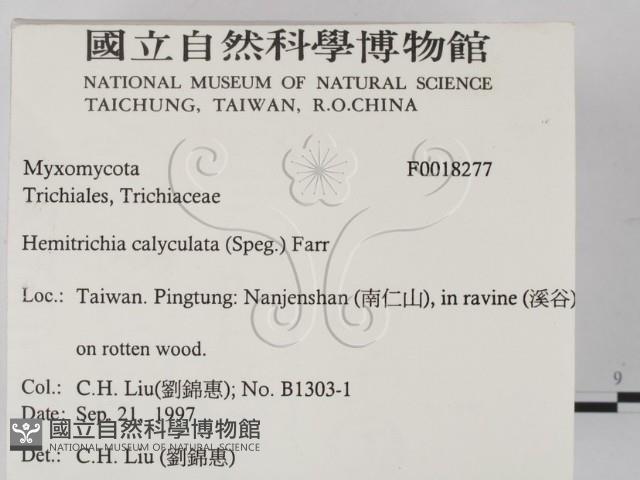 國立自然科學博物館
NATIONAL MUSEUM OF NATURAL SCIENCE
TAICHUNG, TAIWAN, R.O.CHINA
Myxomycota F0018277
Trichiales, Trichiaceae
Hemitrichia calyculata (Speg.) Farr
Loc.: Taiwan. Pingtung: Nanjenshan (南仁山), in ravine (溪谷)
on rotten wood.
Col.: C.H. Liu(劉錦惠); No. B1303-1
Date: Sep. 21, 1997
國立自然科學博物館
NATIONAL MUSEUM OF NATURAL SCIENCE
Det.: C.H. Liu (劉錦惠)
9